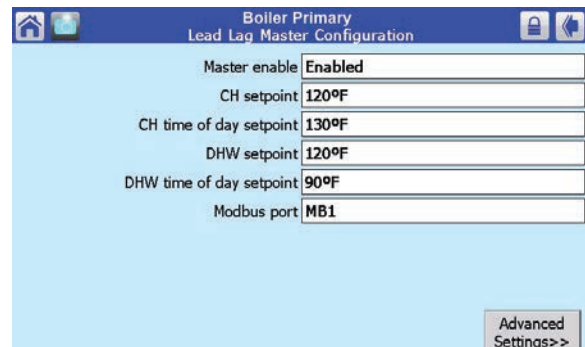 Boiler Primary
Lead Lag Master Configuration
Master enable Enabled
CH setpoint 120ºF
CH time of day setpoint 130ºF
DHW setpoint 120ºF
DHW time of day setpoint 90ºF
Modbus port MB1
Advanced
Settings>>